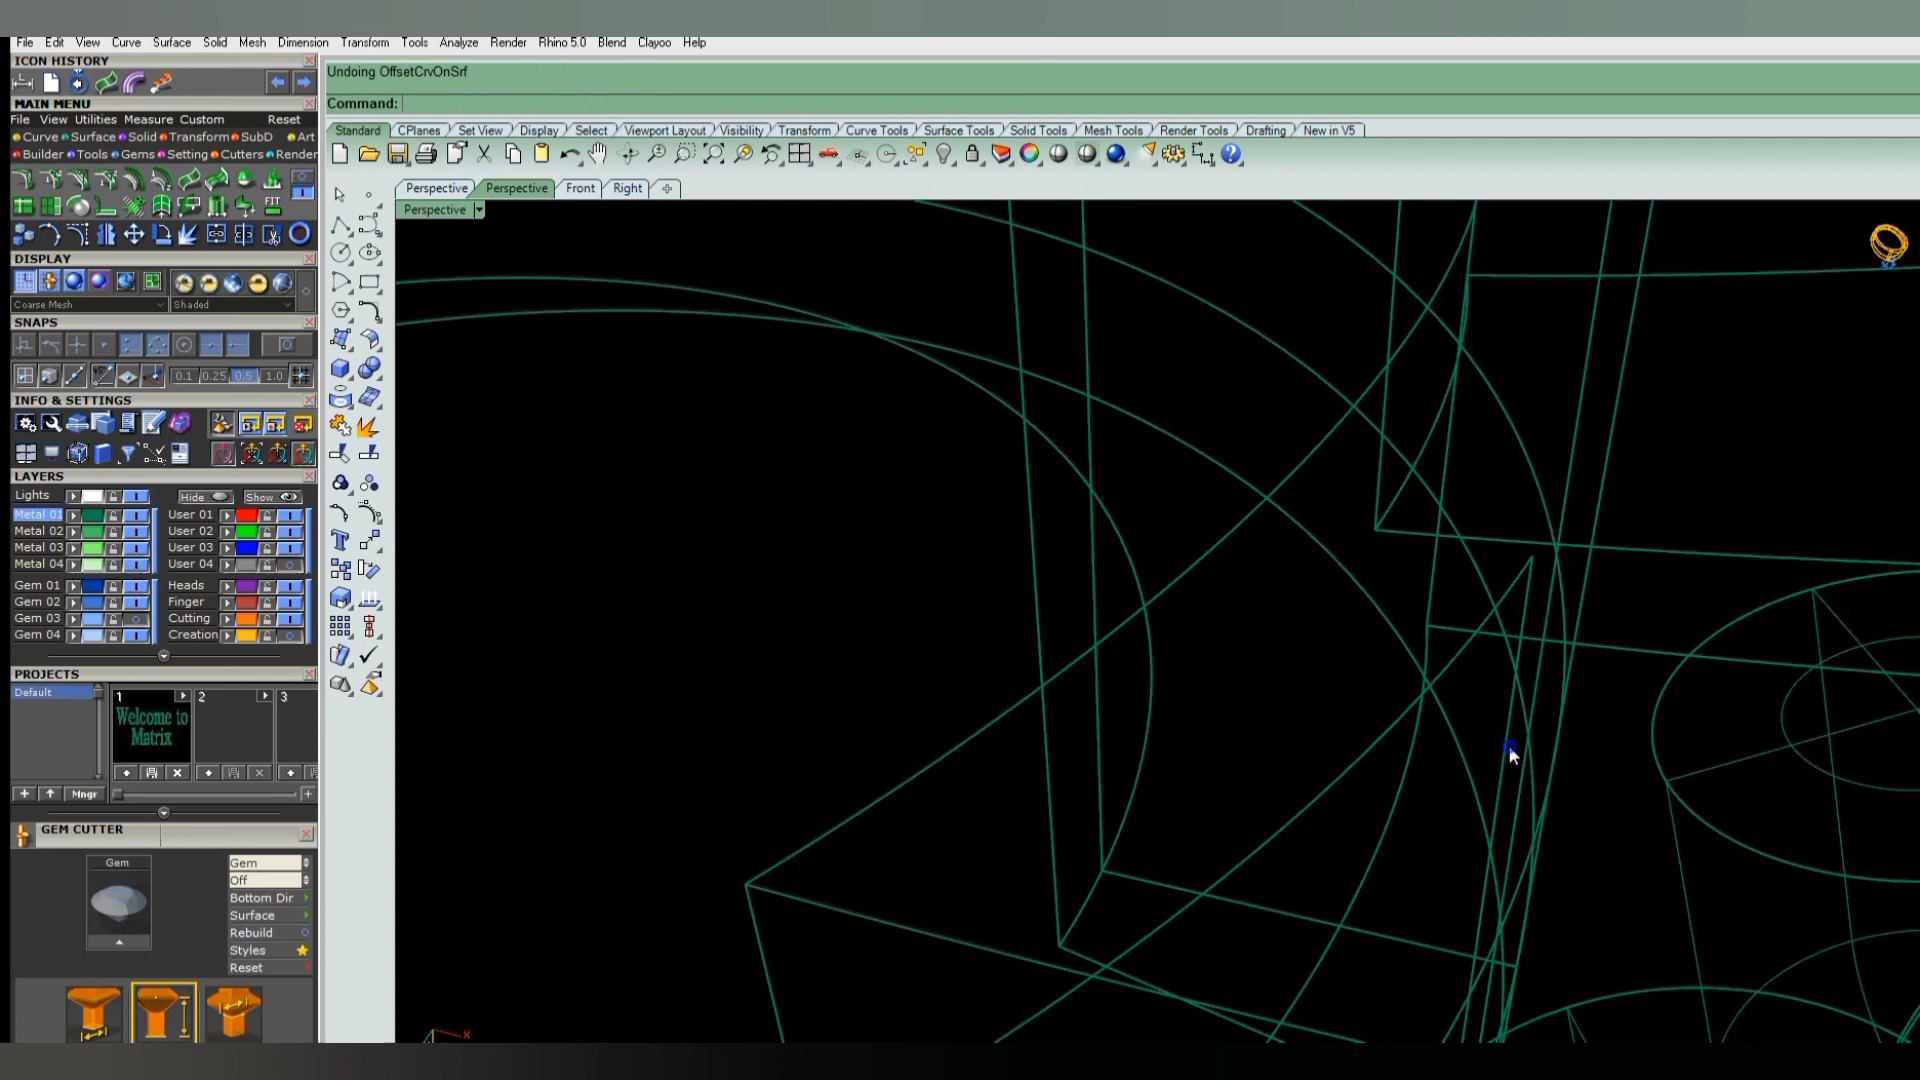 File Edit View Curve Surface Solid Mesh Dimension Transform Tools Analyze Render Rhino 5.0 Blend Clayoo Help
ICON HISTORY
MAIN MENU
File View Utilities Measure Custom Reset
Curve Surface Solid Transform SubD Art
Builder Tools Gems Setting Cutters Render
FIT
DISPLAY
Coarse Mesh Shaded
SNAPS
0.1 0.25 0.5 1.0
INFO & SETTINGS
LAYERS
Lights Hide Show
Metal 01 User 01
Metal 02 User 02
Metal 03 User 03
Metal 04 User 04
Gem 01 Heads
Gem 02 Finger
Gem 03 Cutting
Gem 04 Creation
PROJECTS
Default 1 2 3
Welcome to
Matrix
Mngr
GEM CUTTER
Gem Gem
Off
Bottom Dir
Surface
Rebuild
Styles
Reset
Undoing OffsetCrvOnSrf
Command:
Standard CPlanes Set View Display Select Viewport Layout Visibility Transform Curve Tools Surface Tools Solid Tools Mesh Tools Render Tools Drafting New in V5
Perspective Perspective Front Right
Perspective
x